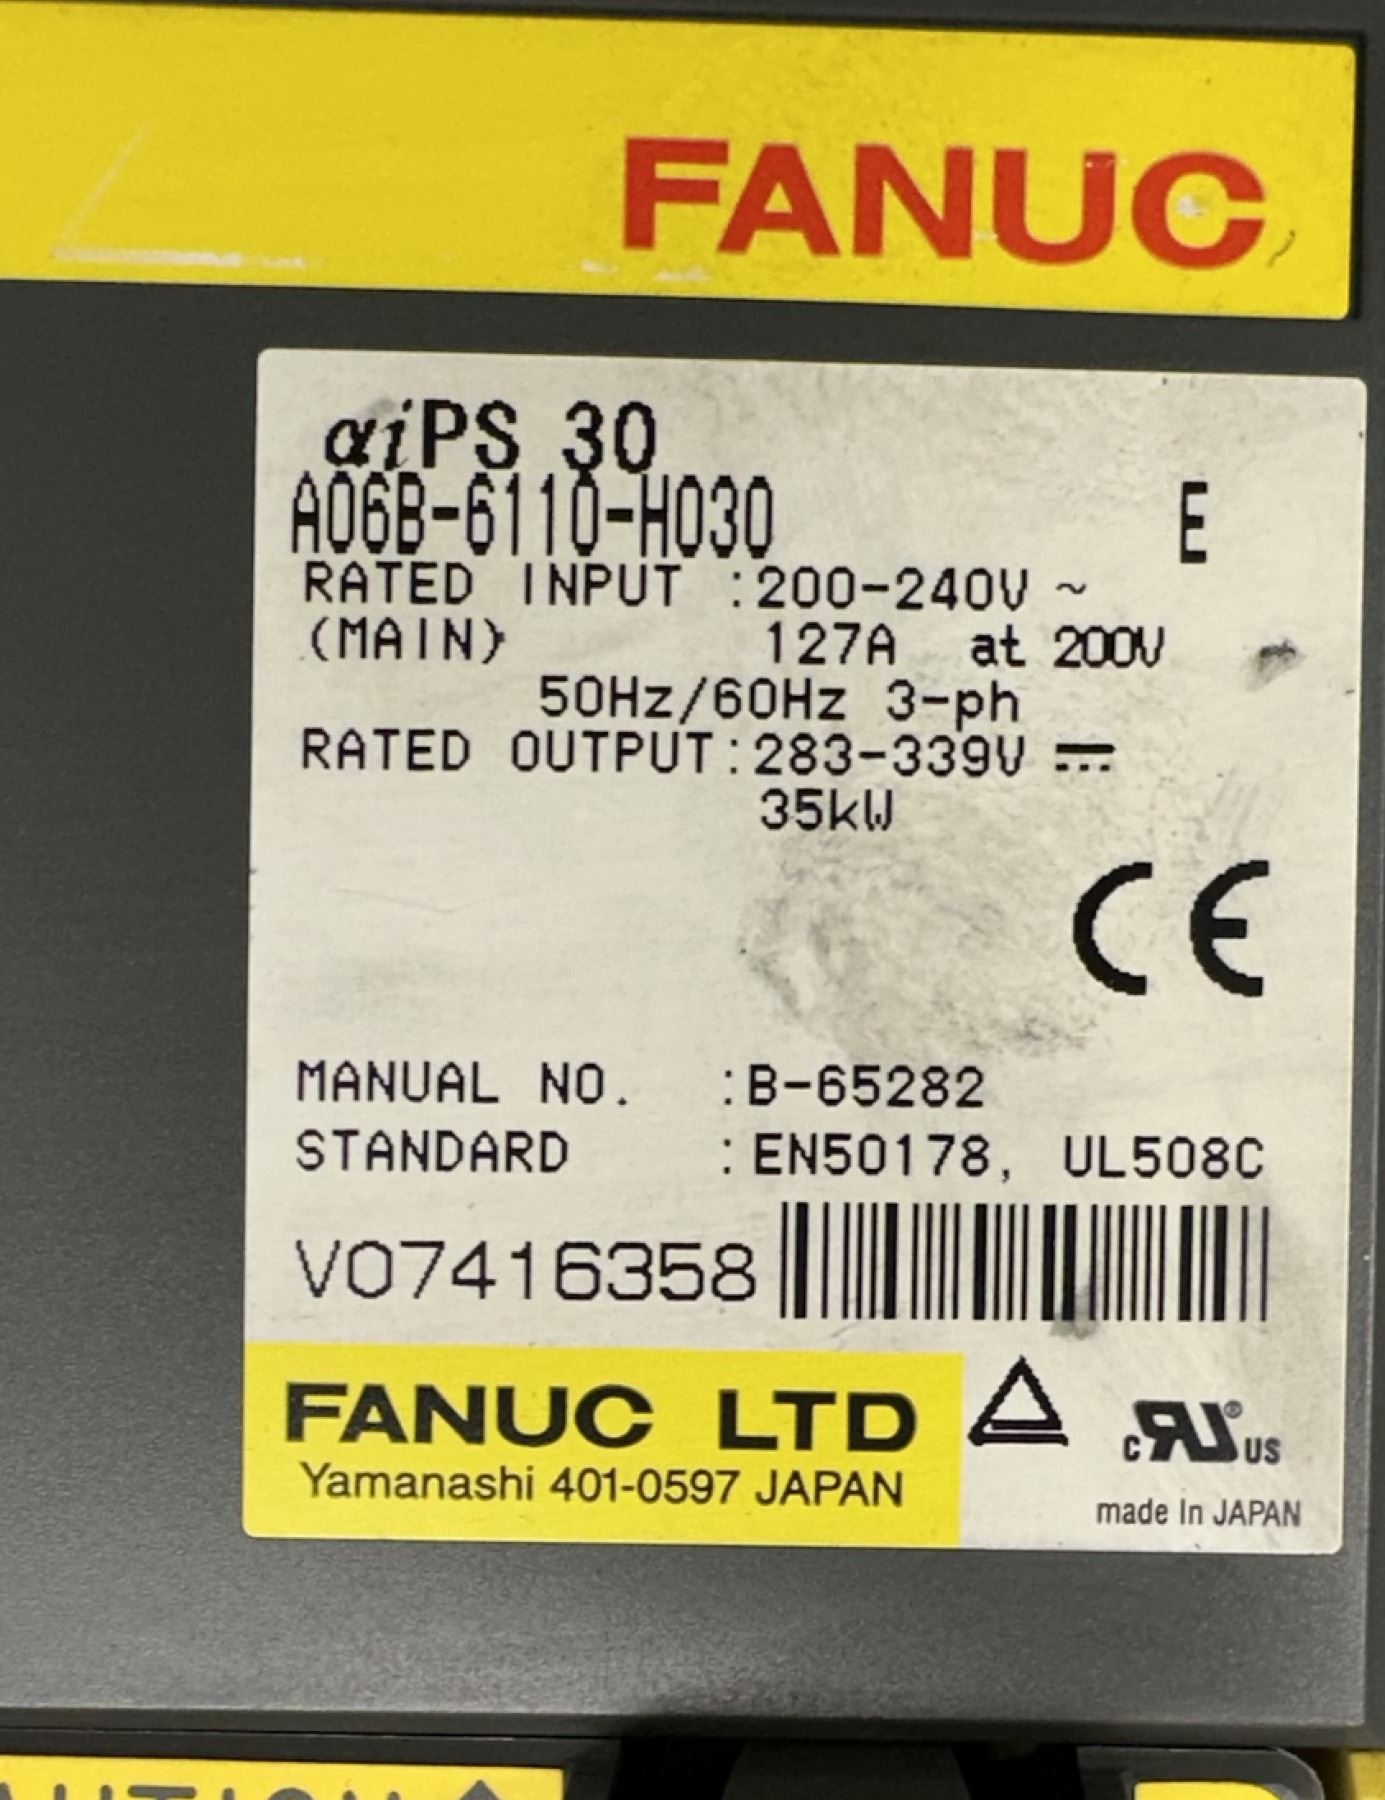 FANUC
αiPS 30
A06B-6110-H030 E
RATED INPUT :200-240V ~
(MAIN) 127A at 200V
50Hz/60Hz 3-ph
RATED OUTPUT:283-339V ⎓
35kW
CE
MANUAL NO. :B-65282
STANDARD :EN50178, UL508C
V07416358
FANUC LTD
Yamanashi 401-0597 JAPAN
c RU® US
made In JAPAN